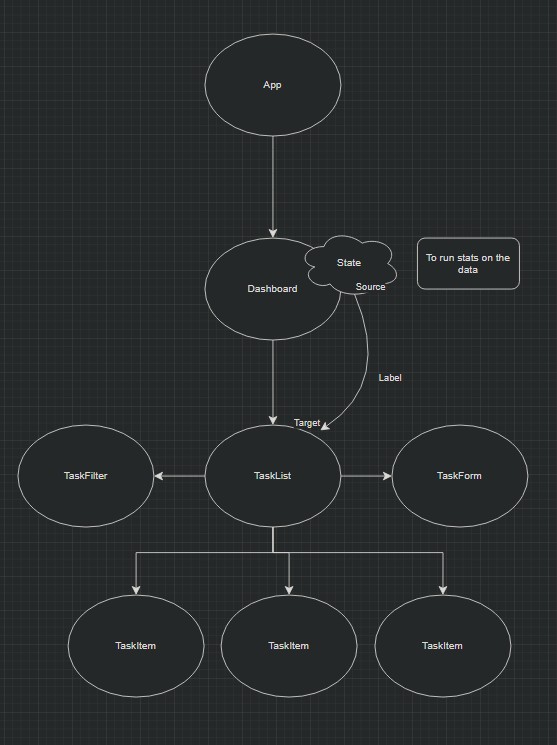 App
State
Dashboard
Source
To run stats on the
data
Label
Target
TaskFilter
TaskList
TaskForm
TaskItem
TaskItem
TaskItem